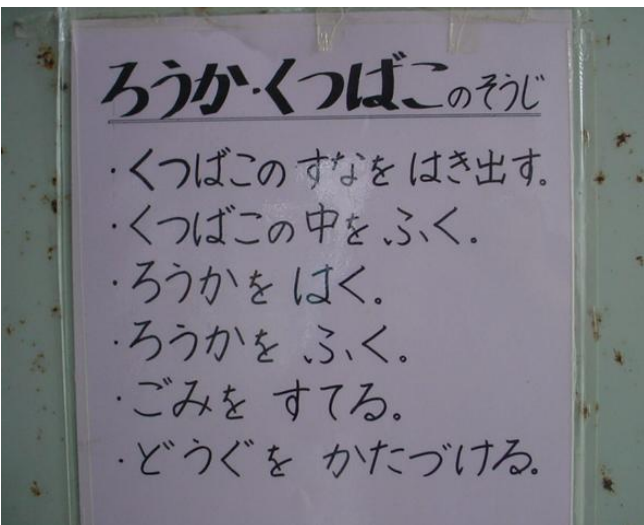 ろうか・くつばこのそうじ
・くつばこの すなを はき出す。
・くつばこの中を ふく。
・ろうかを はく。
・ろうかを ふく。
・ごみを すてる。
・どうぐを かたづける。